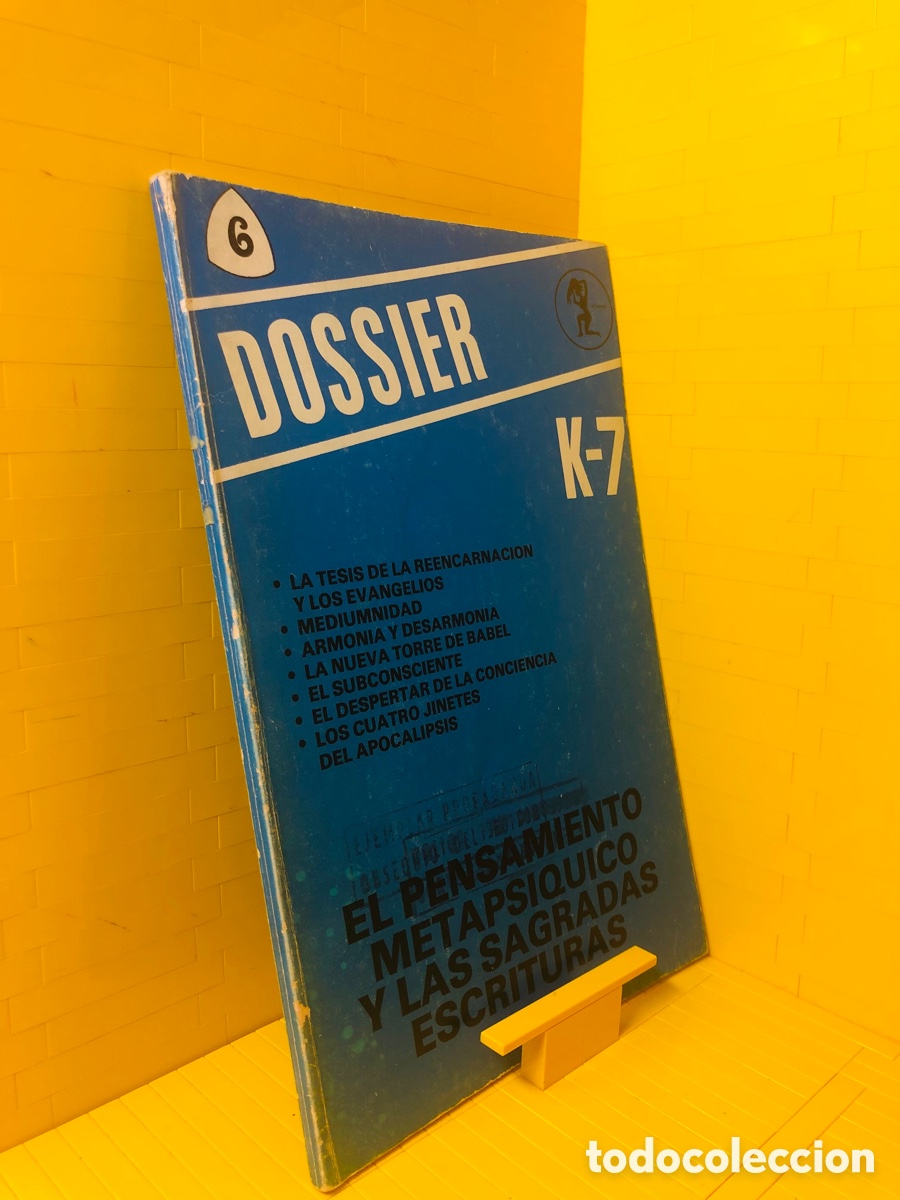 6
DOSSIER
K-7
• LA TESIS DE LA REENCARNACION
Y LOS EVANGELIOS
• MEDIUMNIDAD
• ARMONIA Y DESARMONIA
• LA NUEVA TORRE DE BABEL
• EL SUBCONSCIENTE
• EL DESPERTAR DE LA CONCIENCIA
• LOS CUATRO JINETES
DEL APOCALIPSIS
EJEMPLAR
EL PENSAMIENTO
METAPSIQUICO
Y LAS SAGRADAS
ESCRITURAS
todocoleccion